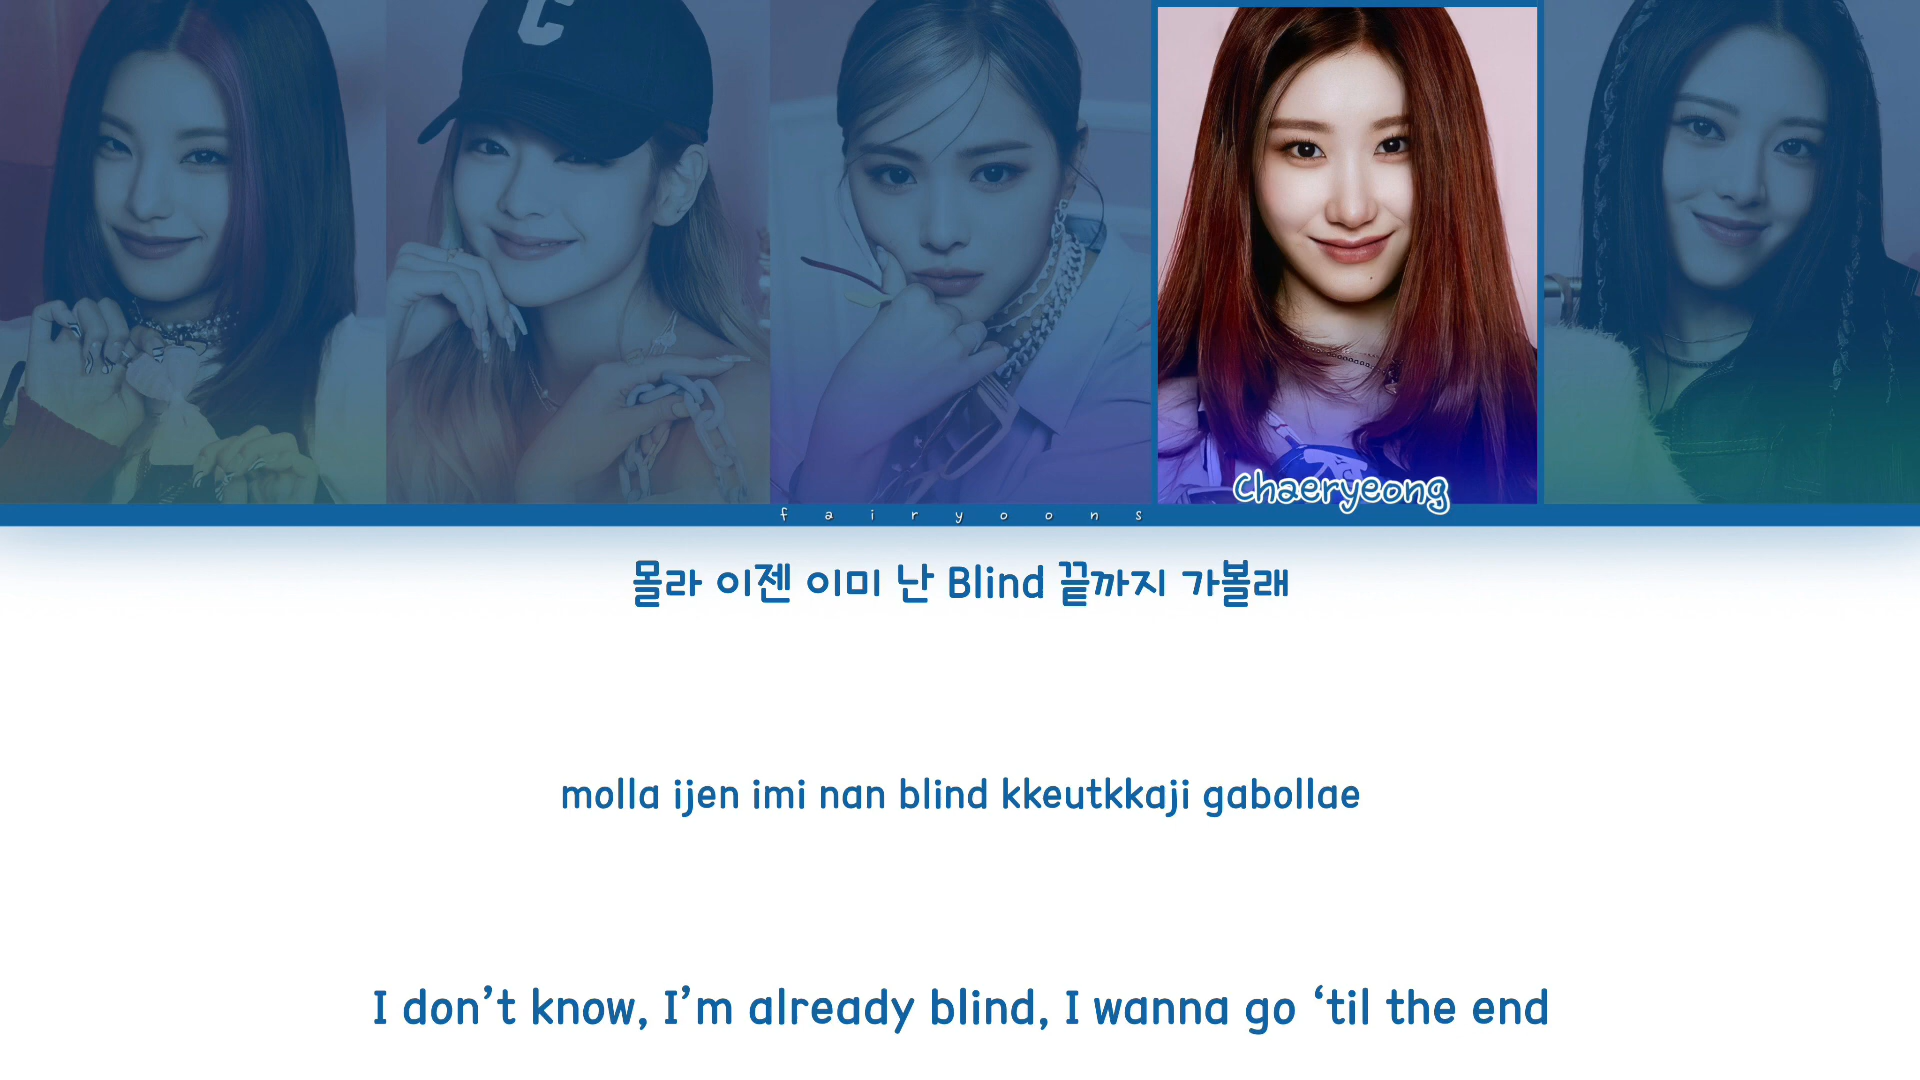 C
chaeryeong
fairyoons
몰라 이젠 이미 난 Blind 끝까지 가볼래
molla ijen imi nan blind kkeutkkaji gabollae
I don’t know, I’m already blind, I wanna go ‘til the end